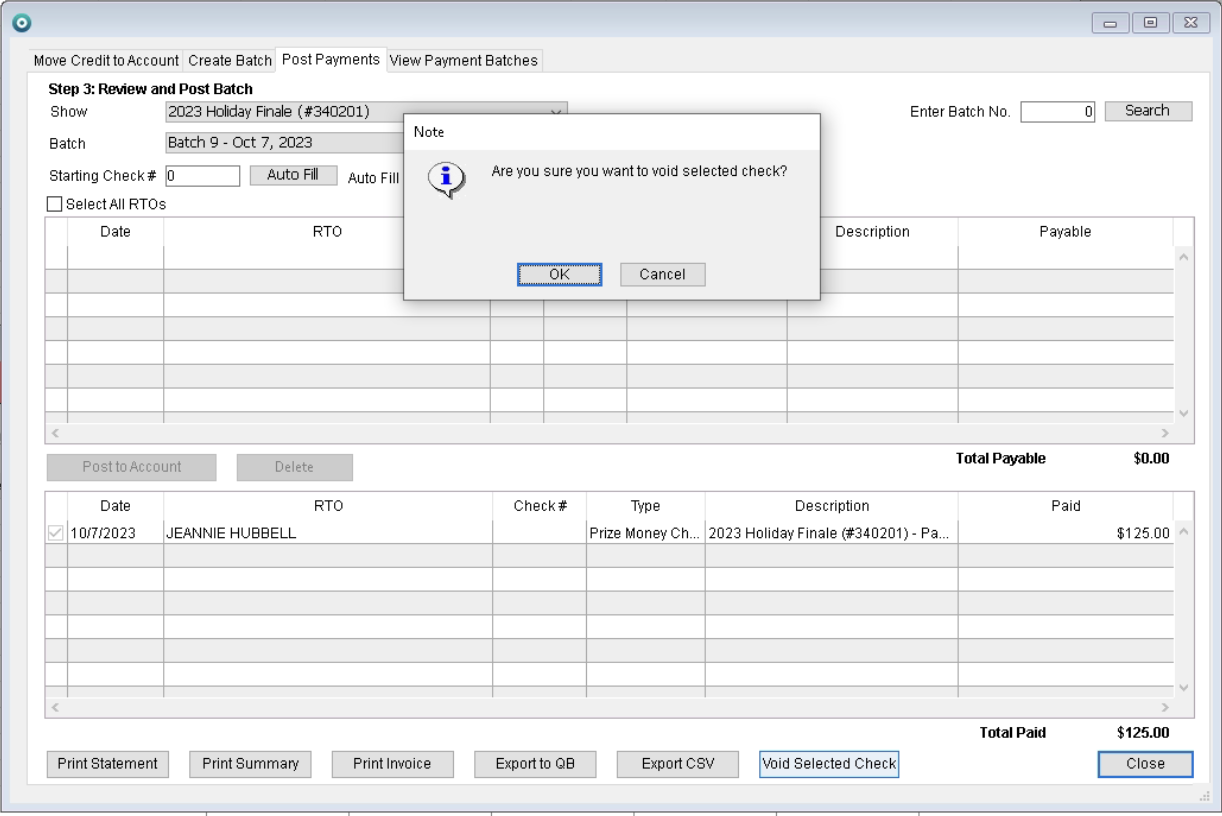 Move Credit to Account Create Batch Post Payments View Payment Batches
Step 3: Review and Post Batch
Show 2023 Holiday Finale (#340201) Enter Batch No. 0 Search
Batch Batch 9 - Oct 7, 2023
Starting Check # 0 Auto Fill Auto Fill
Select All RTOs
Note
Are you sure you want to void selected check?
OK Cancel
Date RTO Description Payable
Post to Account Delete Total Payable $0.00
Date RTO Check # Type Description Paid
10/7/2023 JEANNIE HUBBELL Prize Money Ch... 2023 Holiday Finale (#340201) - Pa... $125.00
Total Paid $125.00
Print Statement Print Summary Print Invoice Export to QB Export CSV Void Selected Check Close